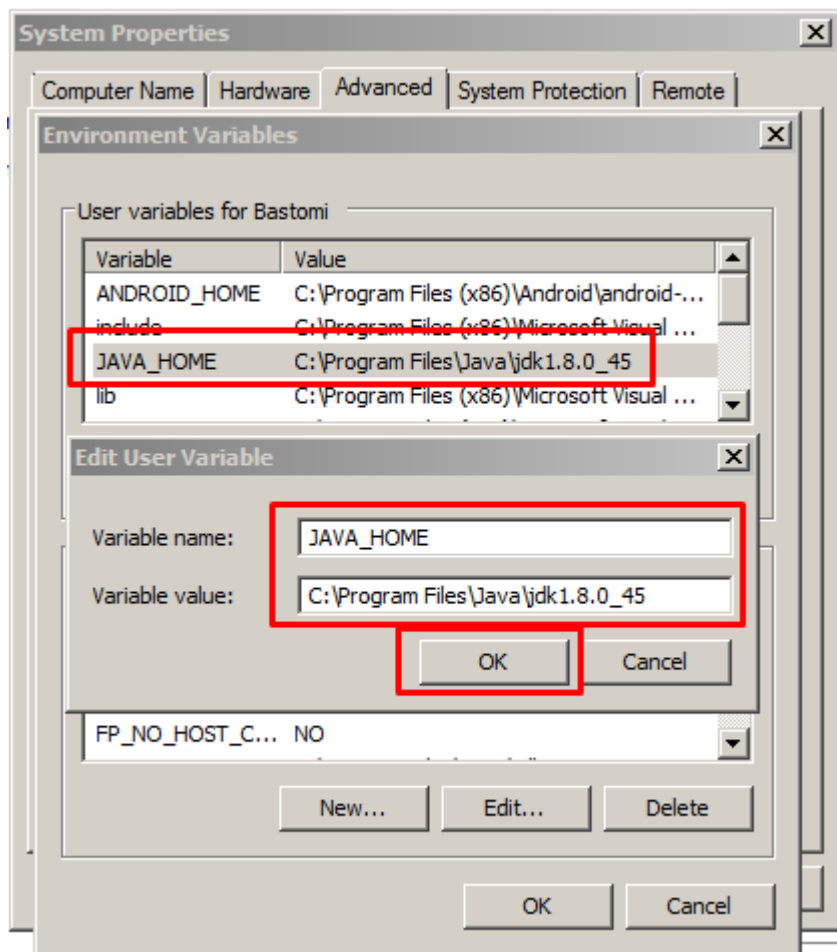 System Properties
Computer Name Hardware Advanced System Protection Remote
Environment Variables
User variables for Bastomi
Variable Value
ANDROID_HOME C:\Program Files (x86)\Android\android-...
include C:\Program Files (x86)\Microsoft Visual ...
JAVA_HOME C:\Program Files\Java\jdk1.8.0_45
lib C:\Program Files (x86)\Microsoft Visual ...
Edit User Variable
Variable name: JAVA_HOME
Variable value: C:\Program Files\Java\jdk1.8.0_45
OK Cancel
FP_NO_HOST_C... NO
New... Edit... Delete
OK Cancel